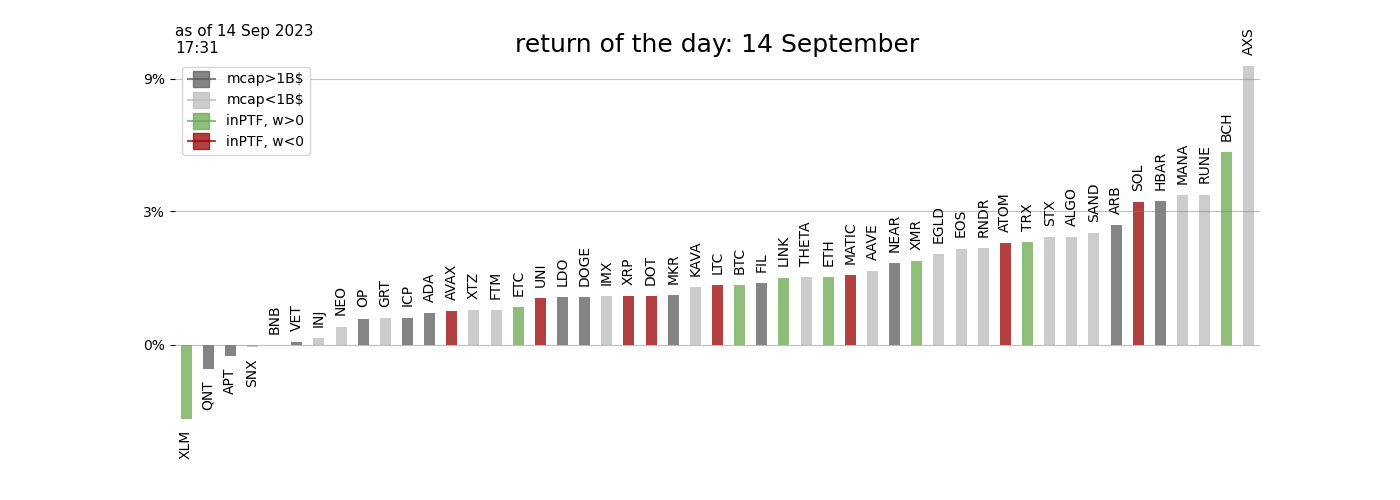 as of 14 Sep 2023
17:31
return of the day: 14 September
mcap>1B$
mcap<1B$
inPTF, w>0
inPTF, w<0
9%
3%
0%
XLM
QNT
APT
SNX
BNB
VET
INJ
NEO
OP
GRT
ICP
ADA
AVAX
XTZ
FTM
ETC
UNI
LDO
DOGE
IMX
XRP
DOT
MKR
KAVA
LTC
BTC
FIL
LINK
THETA
ETH
MATIC
AAVE
NEAR
XMR
EGLD
EOS
RNDR
ATOM
TRX
STX
ALGO
SAND
ARB
SOL
HBAR
MANA
RUNE
BCH
AXS